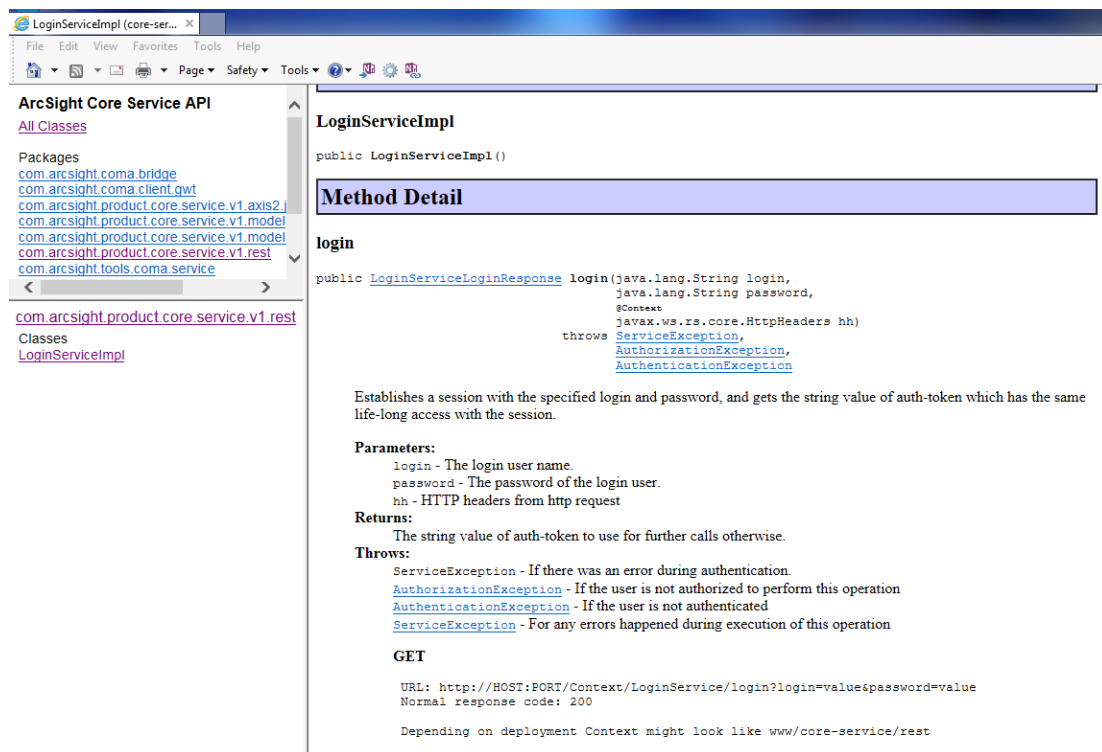 LoginServiceImpl (core-ser...
File Edit View Favorites Tools Help
Page Safety Tools
ArcSight Core Service API
All Classes
Packages
com.arcsight.coma.bridge
com.arcsight.coma.client.gwt
com.arcsight.product.core.service.v1.axis2.j
com.arcsight.product.core.service.v1.model
com.arcsight.product.core.service.v1.model
com.arcsight.product.core.service.v1.rest
com.arcsight.tools.coma.service
com.arcsight.product.core.service.v1.rest
Classes
LoginServiceImpl
LoginServiceImpl
public LoginServiceImpl()
Method Detail
login
public LoginServiceLoginResponse login(java.lang.String login,
java.lang.String password,
@Context
javax.ws.rs.core.HttpHeaders hh)
throws ServiceException,
AuthorizationException,
AuthenticationException
Establishes a session with the specified login and password, and gets the string value of auth-token which has the same
life-long access with the session.
Parameters:
login - The login user name.
password - The password of the login user.
hh - HTTP headers from http request
Returns:
The string value of auth-token to use for further calls otherwise.
Throws:
ServiceException - If there was an error during authentication.
AuthorizationException - If the user is not authorized to perform this operation
AuthenticationException - If the user is not authenticated
ServiceException - For any errors happened during execution of this operation
GET
URL: http://HOST:PORT/Context/LoginService/login?login=value&password=value
Normal response code: 200
Depending on deployment Context might look like www/core-service/rest